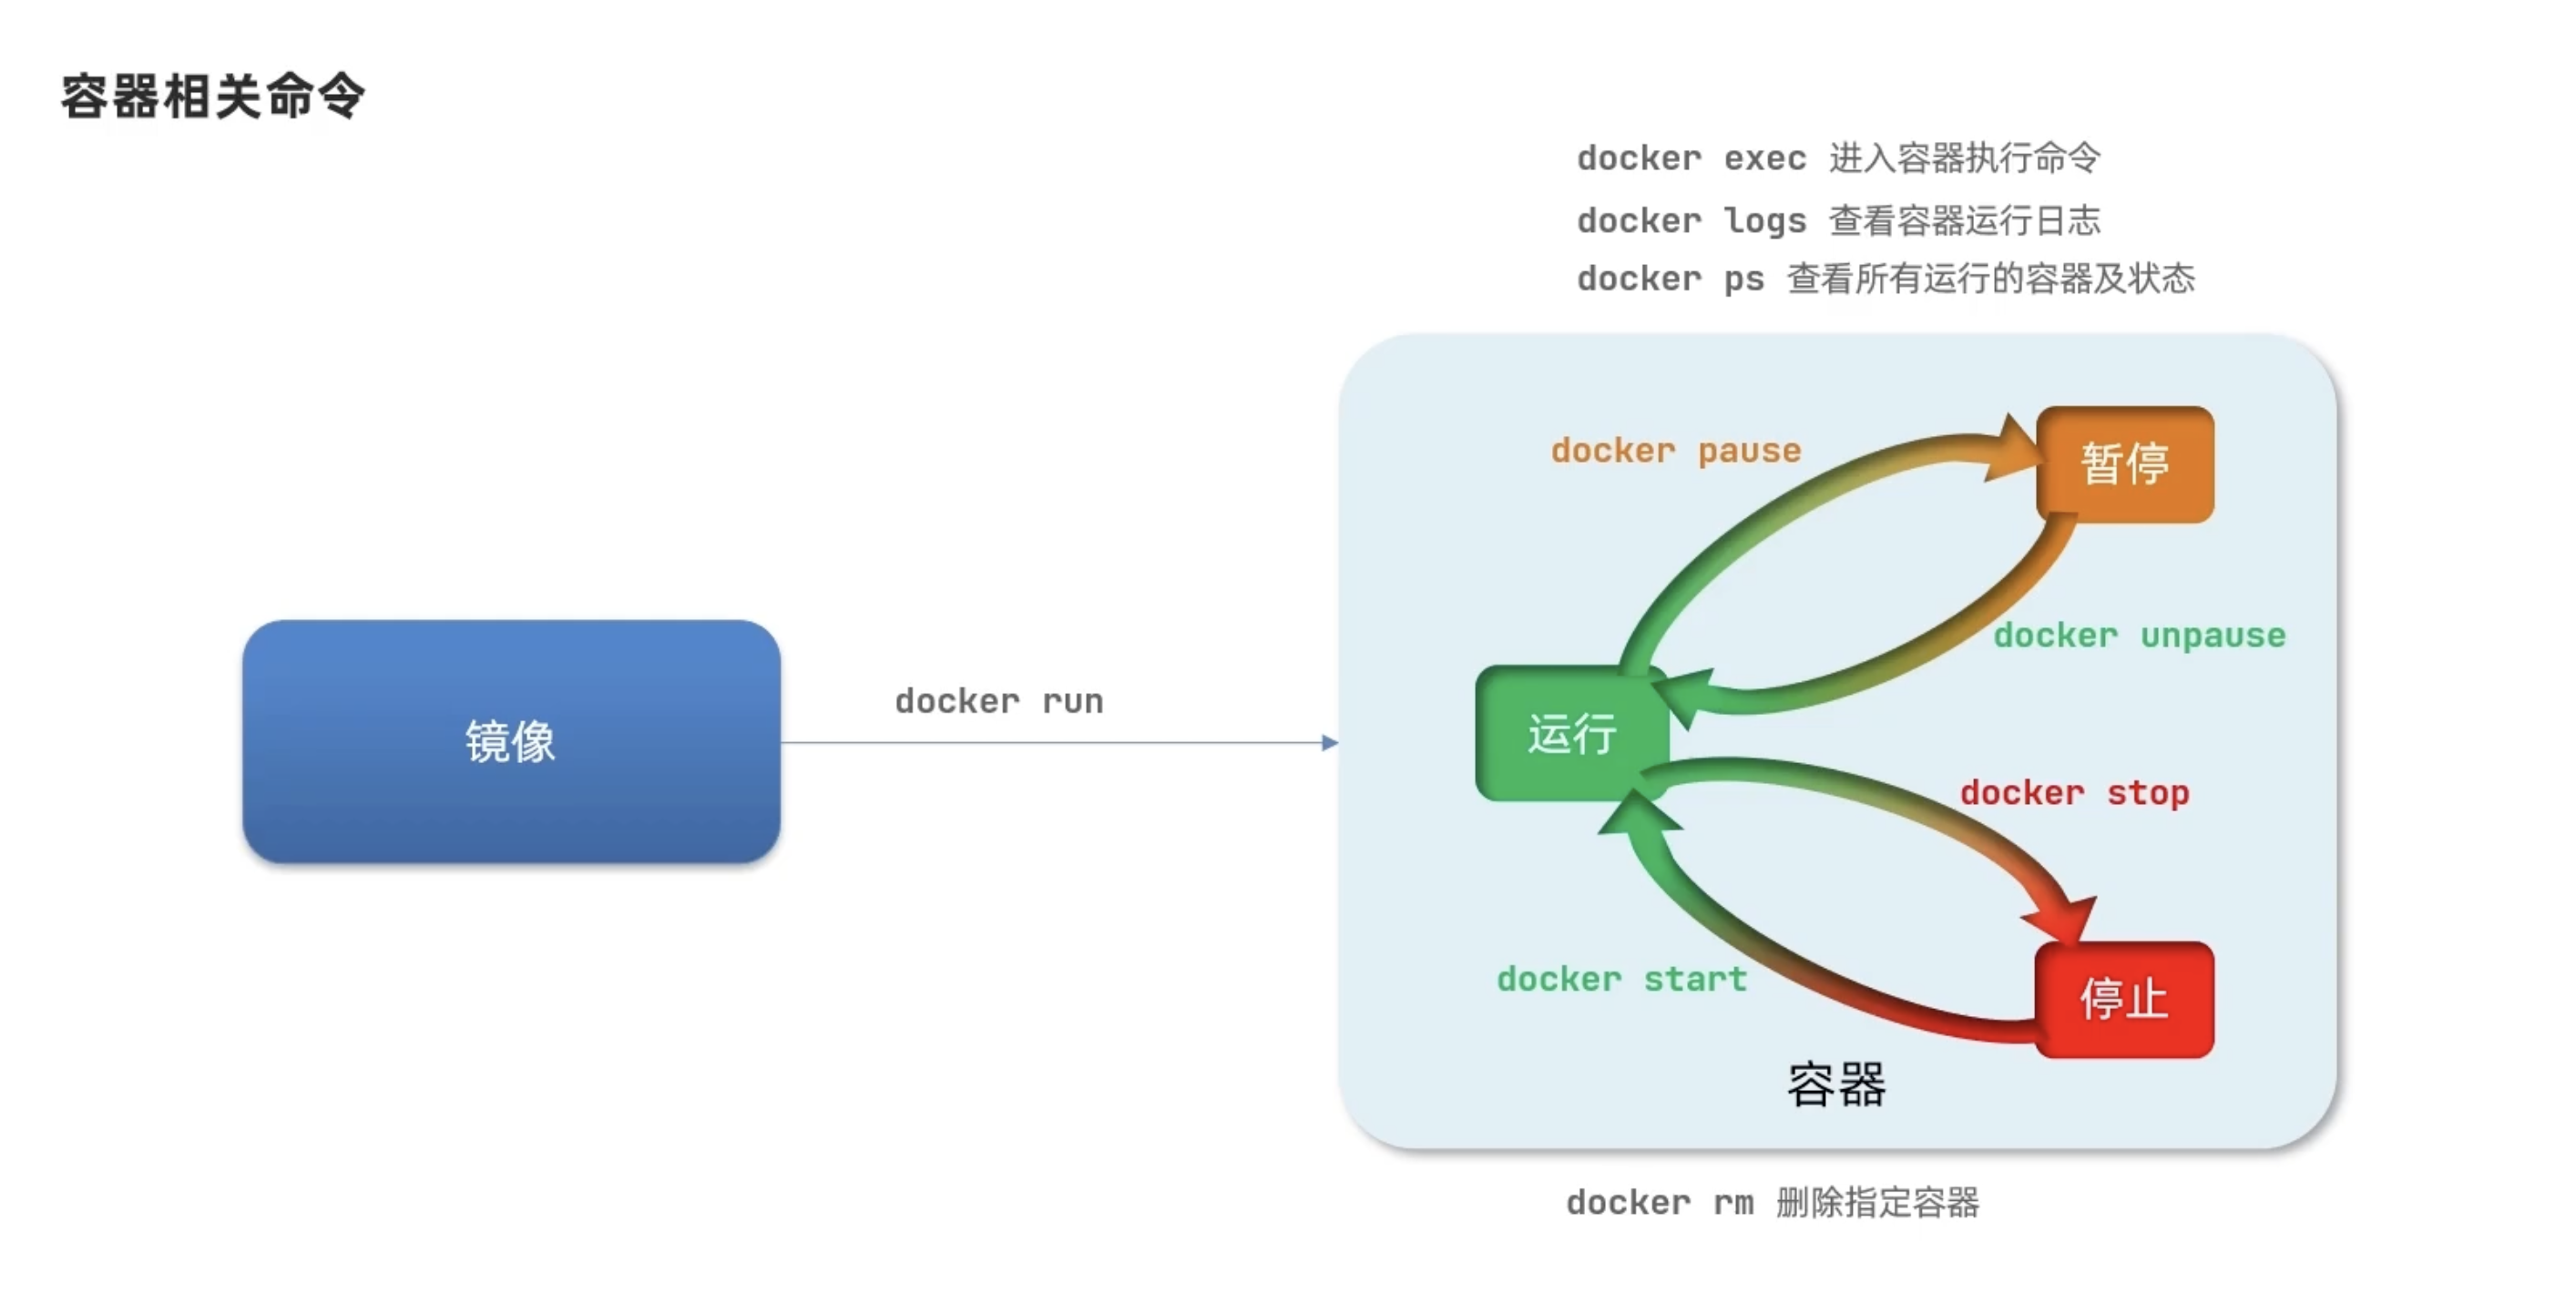 容器相关命令
docker exec 进入容器执行命令
docker logs 查看容器运行日志
docker ps 查看所有运行的容器及状态
docker pause
暂停
docker unpause
镜像
docker run
运行
docker stop
docker start
停止
容器
docker rm 删除指定容器